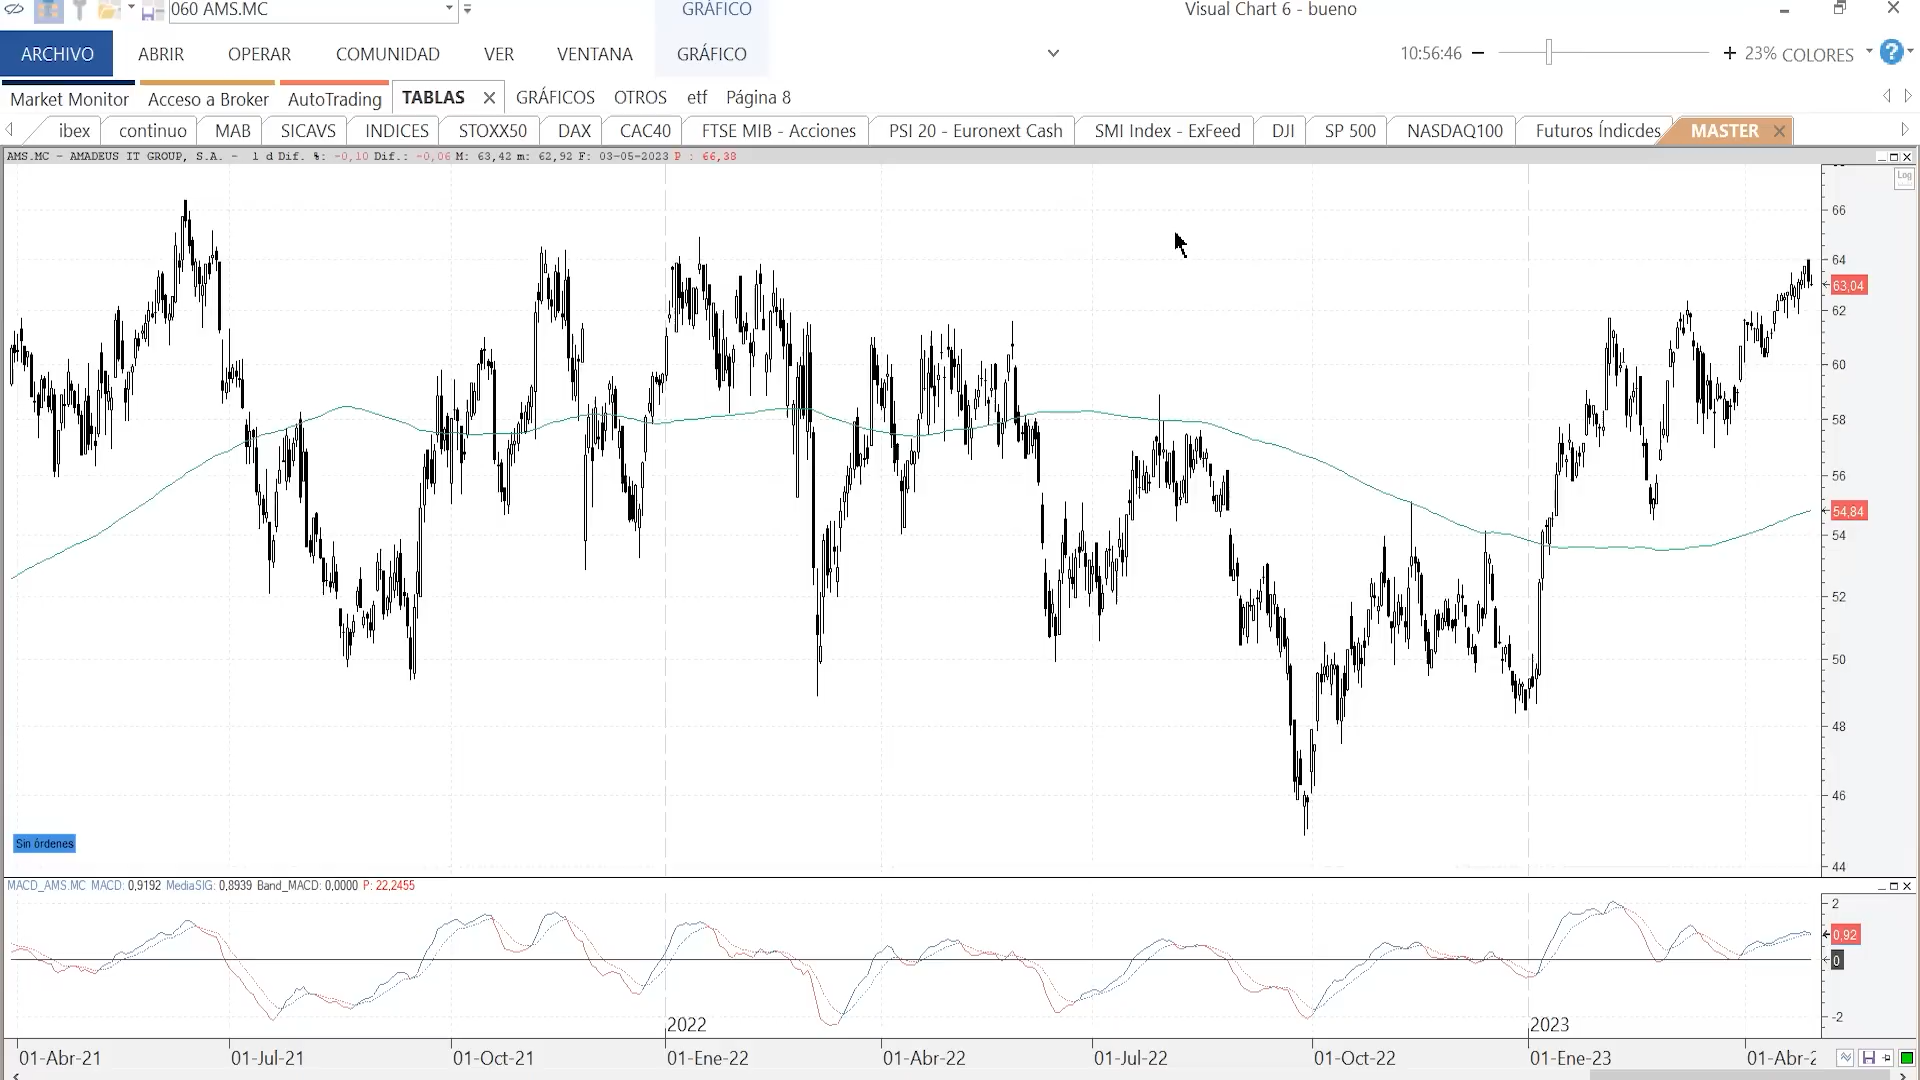 060 AMS.MC
GRÁFICO
Visual Chart 6 - bueno
ARCHIVO ABRIR OPERAR COMUNIDAD VER VENTANA GRÁFICO
10:56:46
23% COLORES
Market Monitor Acceso a Broker AutoTrading TABLAS GRÁFICOS OTROS etf Página 8
ibex continuo MAB SICAVS INDICES STOXX50 DAX CAC40 FTSE MIB - Acciones PSI 20 - Euronext Cash SMI Index - ExFeed DJI SP 500 NASDAQ100 Futuros Índicdes MASTER
AMS.MC - AMADEUS IT GROUP, S.A. - 1 d Dif. %: -0,10 Dif.: -0,06 M: 63,42 m: 62,92 F: 03-05-2023 P : 66,38
Log
66
64
63,04
62
60
58
56
54,84
54
52
50
48
46
44
Sin órdenes
MACD_AMS.MC MACD: 0,9192 MediaSIG: 0,8939 Band_MACD: 0,0000 P: 22,2455
2
0,92
0
-2
2022 2023
01-Abr-21 01-Jul-21 01-Oct-21 01-Ene-22 01-Abr-22 01-Jul-22 01-Oct-22 01-Ene-23 01-Abr-2